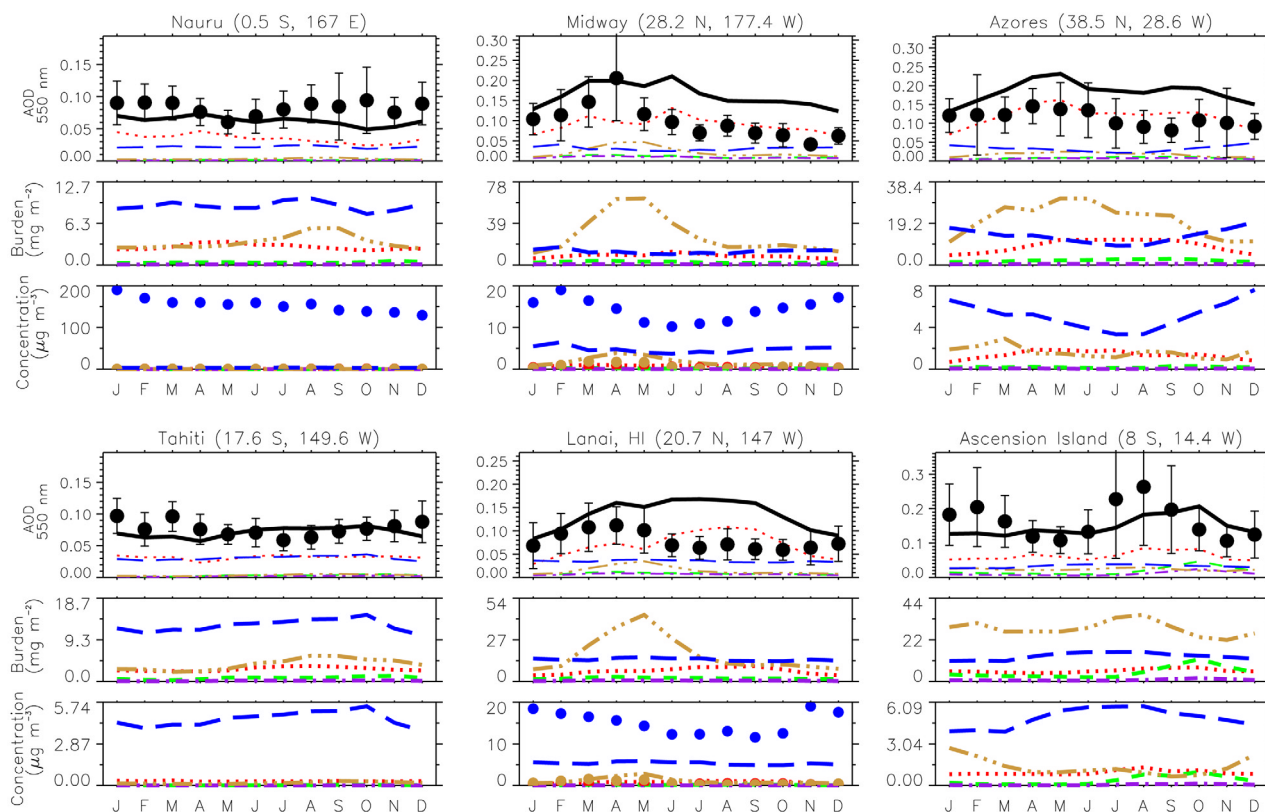 Nauru (0.5 S, 167 E)
Midway (28.2 N, 177.4 W)
Azores (38.5 N, 28.6 W)
AOD
550 nm
0.15
0.10
0.05
0.00
0.30
0.20
0.15
0.10
0.05
0.00
0.30
0.20
0.15
0.10
0.05
0.00
Burden
(mg m⁻²)
12.7
6.3
0.0
78
39
0
38.4
19.2
0.0
Concentration
(µg m⁻³)
200
100
0
20
10
0
8
4
0
J F M A M J J A S O N D
J F M A M J J A S O N D
J F M A M J J A S O N D
Tahiti (17.6 S, 149.6 W)
Lanai, HI (20.7 N, 147 W)
Ascension Island (8 S, 14.4 W)
AOD
550 nm
0.15
0.10
0.05
0.00
0.25
0.20
0.15
0.10
0.05
0.00
0.3
0.2
0.1
0.0
Burden
(mg m⁻²)
18.7
9.3
0.0
54
27
0
44
22
0
Concentration
(µg m⁻³)
5.74
2.87
0.00
20
10
0
6.09
3.04
0.00
J F M A M J J A S O N D
J F M A M J J A S O N D
J F M A M J J A S O N D